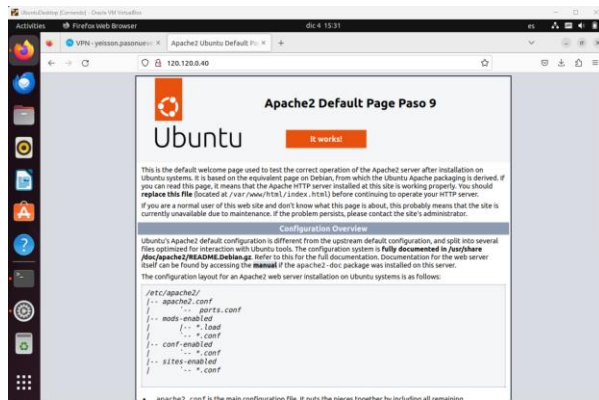 UbuntuDesktop [Corriendo] - Oracle VM VirtualBox
Activities Firefox Web Browser dic 4 15:31 es
VPN - yeisson.pasonuevo × Apache2 Ubuntu Default Pa × +
120.120.0.40
Apache2 Default Page Paso 9
Ubuntu
It works!
This is the default welcome page used to test the correct operation of the Apache2 server after installation on
Ubuntu systems. It is based on the equivalent page on Debian, from which the Ubuntu Apache packaging is derived. If
you can read this page, it means that the Apache HTTP server installed at this site is working properly. You should
replace this file (located at /var/www/html/index.html) before continuing to operate your HTTP server.
If you are a normal user of this web site and don't know what this page is about, this probably means that the site is
currently unavailable due to maintenance. If the problem persists, please contact the site's administrator.
Configuration Overview
Ubuntu's Apache2 default configuration is different from the upstream default configuration, and split into several
files optimized for interaction with Ubuntu tools. The configuration system is fully documented in /usr/share
/doc/apache2/README.Debian.gz. Refer to this for the full documentation. Documentation for the web server
itself can be found by accessing the manual if the apache2-doc package was installed on this server.
The configuration layout for an Apache2 web server installation on Ubuntu systems is as follows:
/etc/apache2/
|-- apache2.conf
|   `-- ports.conf
|-- mods-enabled
|   |-- *.load
|   `-- *.conf
|-- conf-enabled
|   `-- *.conf
|-- sites-enabled
|   `-- *.conf
• apache2.conf is the main configuration file. It puts the pieces together by including all remaining